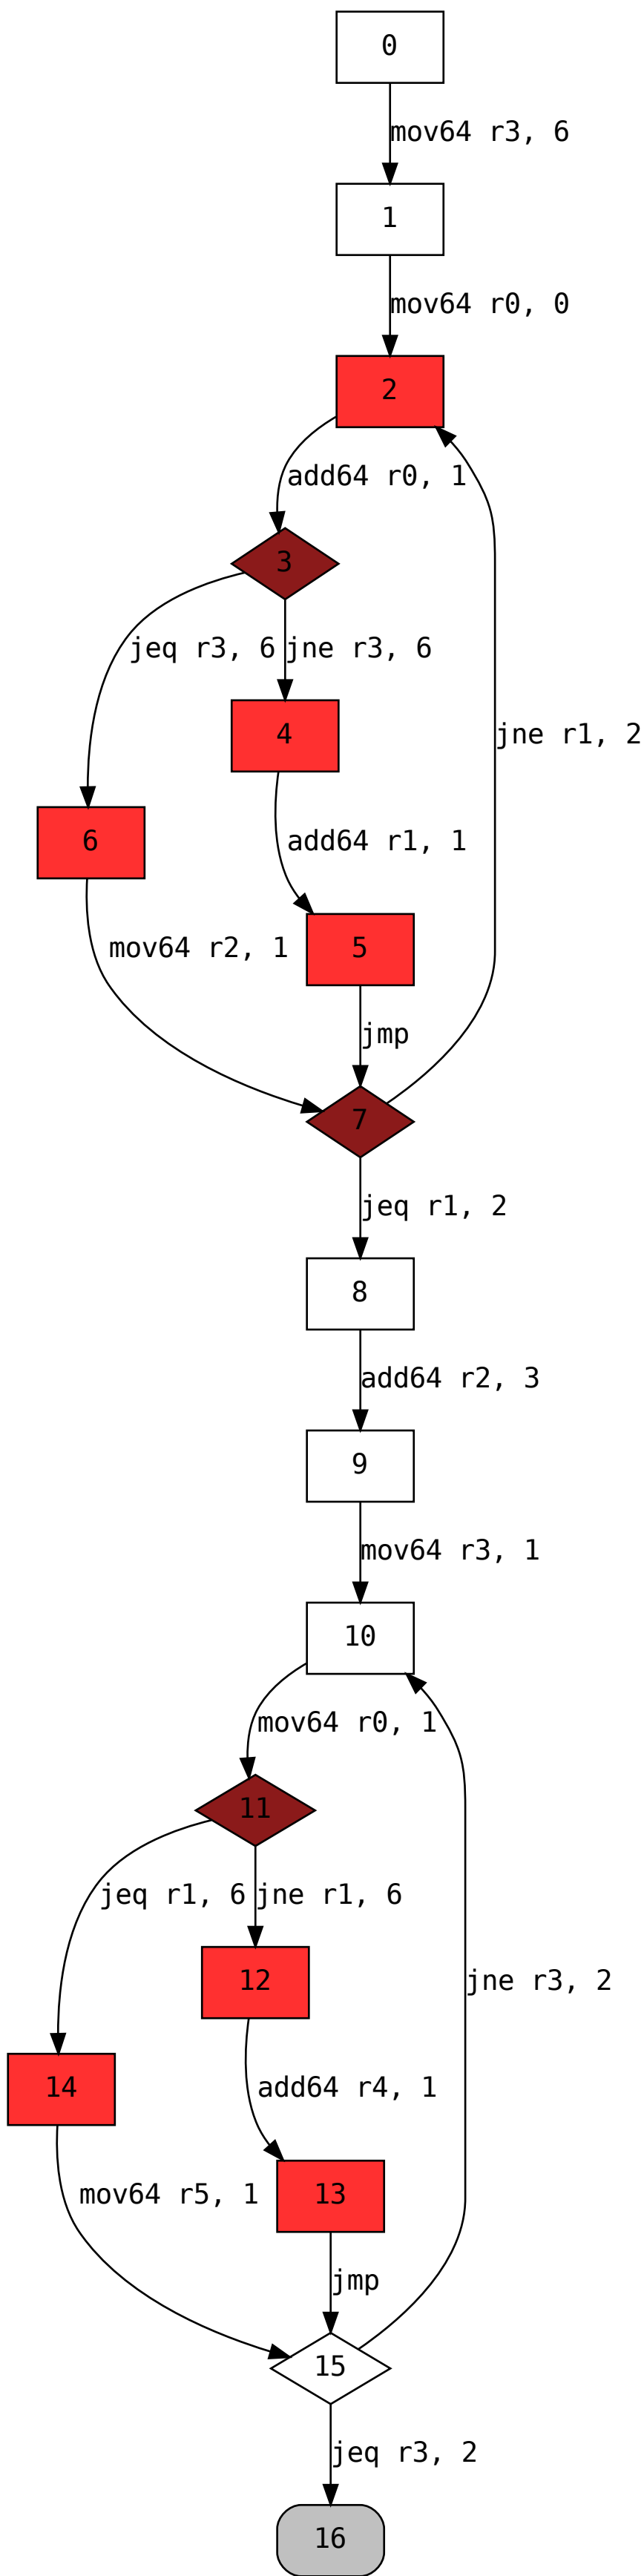 0
mov64 r3, 6
1
mov64 r0, 0
2
add64 r0, 1
3
jeq r3, 6
jne r3, 6
4
jne r1, 2
6
add64 r1, 1
5
mov64 r2, 1
jmp
7
jeq r1, 2
8
add64 r2, 3
9
mov64 r3, 1
10
mov64 r0, 1
11
jeq r1, 6
jne r1, 6
12
jne r3, 2
14
add64 r4, 1
13
mov64 r5, 1
jmp
15
jeq r3, 2
16